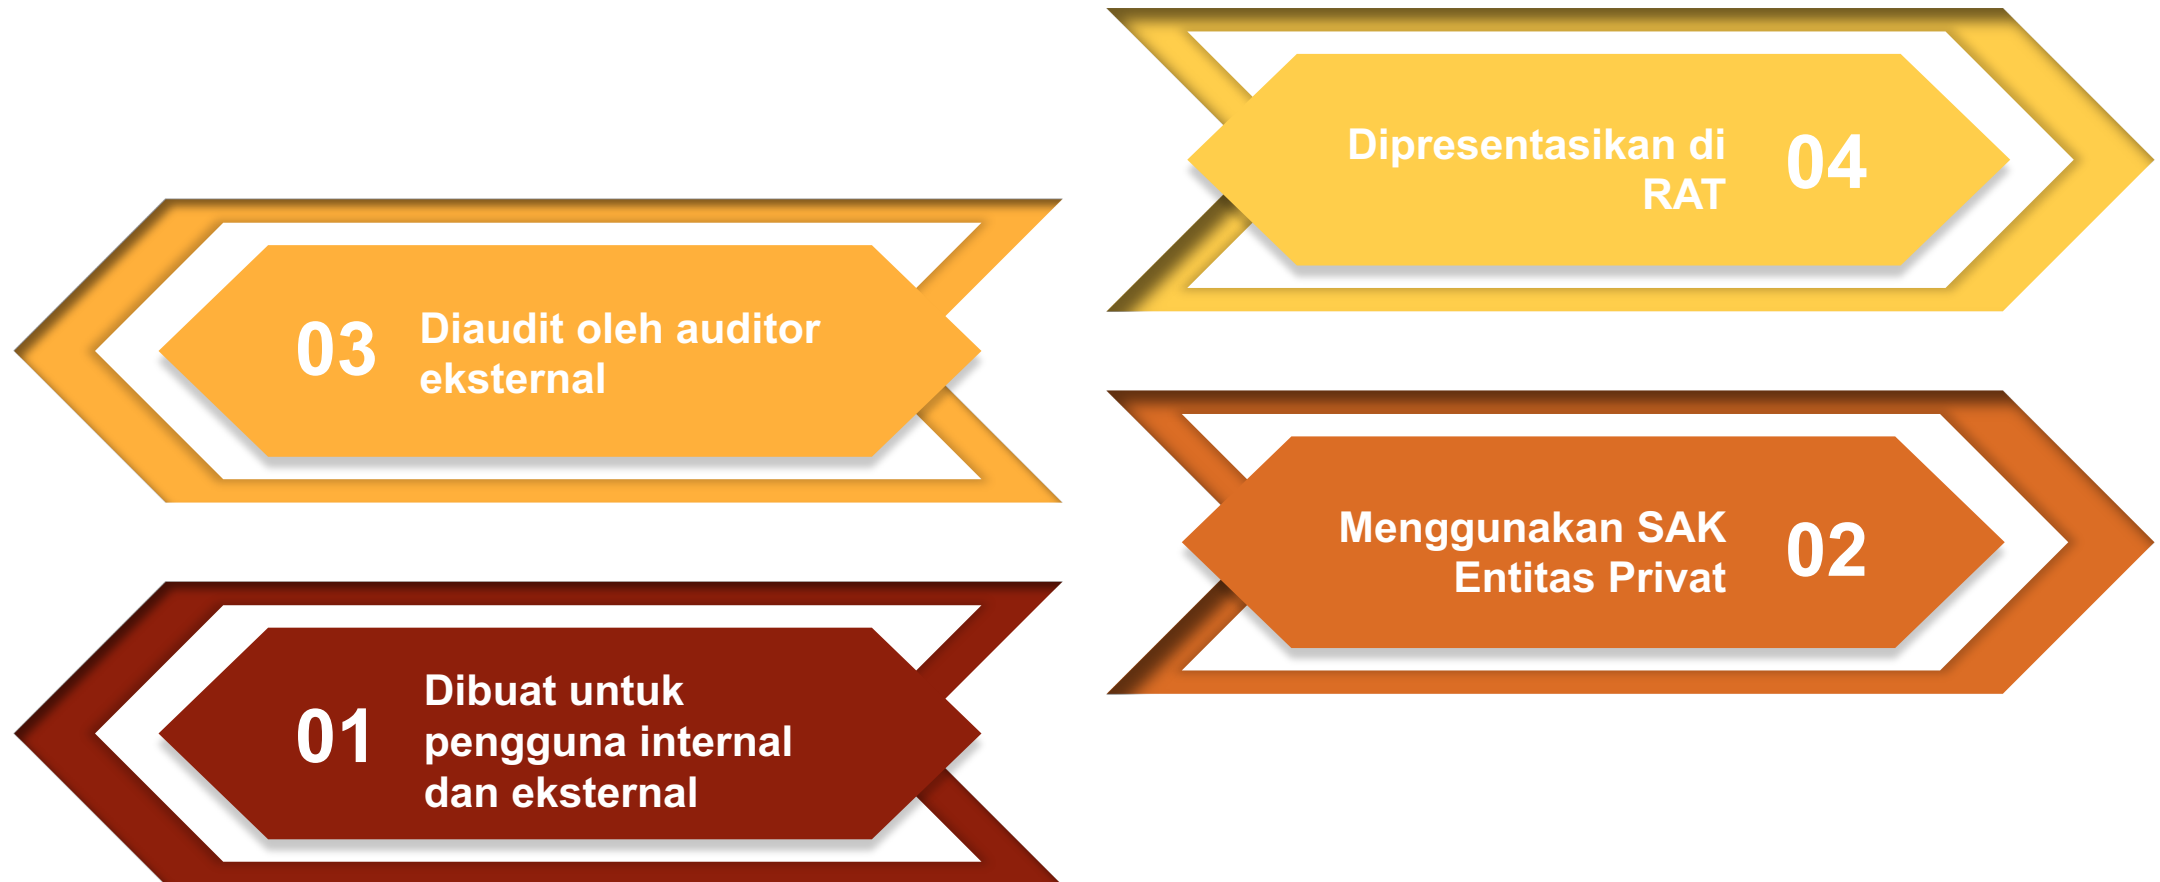 01
Dibuat untuk
pengguna internal
dan eksternal
Menggunakan SAK
Entitas Privat
02
03
Diaudit oleh auditor
eksternal
Dipresentasikan di
RAT
04